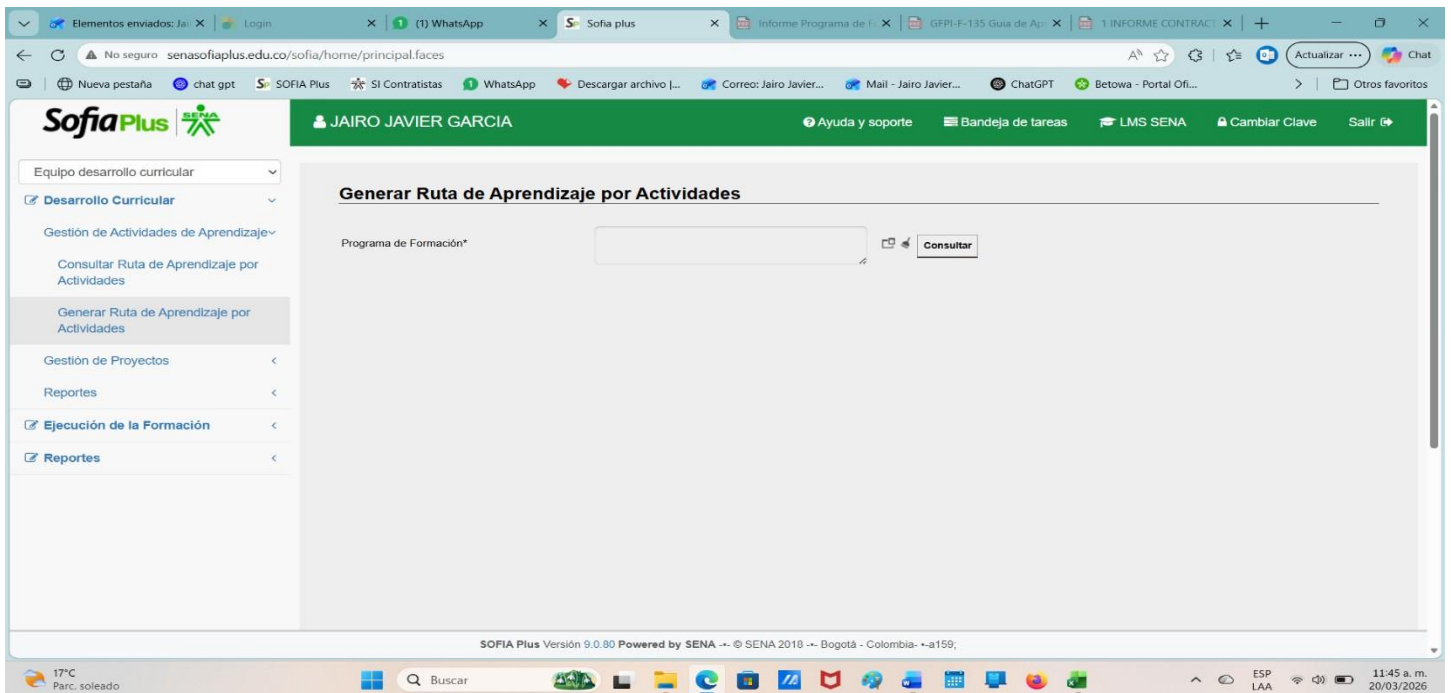 Elementos enviados: Jai
Login
(1) WhatsApp
Sofia plus
Informe Programa de F
GFPI-F-135 Guia de Ap
1 INFORME CONTRACT
No seguro senasofiaplus.edu.co/sofia/home/principal.faces
Actualizar ...
Chat
Nueva pestaña
chat gpt
SOFIA Plus
SI Contratistas
WhatsApp
Descargar archivo |...
Correo: Jairo Javier...
Mail - Jairo Javier...
ChatGPT
Betowa - Portal Ofi...
Otros favoritos
Sofia Plus SENA
JAIRO JAVIER GARCIA
Ayuda y soporte
Bandeja de tareas
LMS SENA
Cambiar Clave
Salir
Equipo desarrollo curricular
Desarrollo Curricular
Gestión de Actividades de Aprendizaje
Consultar Ruta de Aprendizaje por
Actividades
Generar Ruta de Aprendizaje por
Actividades
Gestión de Proyectos
Reportes
Ejecución de la Formación
Reportes
Generar Ruta de Aprendizaje por Actividades
Programa de Formación*
Consultar
SOFIA Plus Versión 9.0.80 Powered by SENA -•- © SENA 2018 -•- Bogotá - Colombia- -•-a159;
17°C
Parc. soleado
Buscar
ESP
LAA
11:45 a. m.
20/03/2026